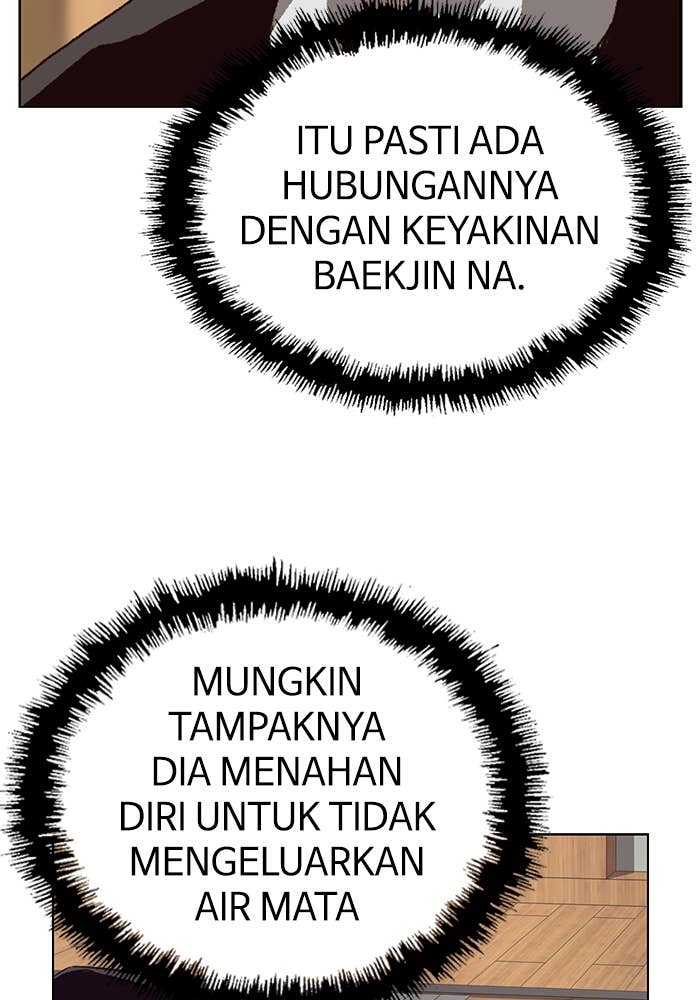 ITU PASTI ADA
HUBUNGANNYA
DENGAN KEYAKINAN
BAEKJIN NA.
MUNGKIN
TAMPAKNYA
DIA MENAHAN
DIRI UNTUK TIDAK
MENGELUARKAN
AIR MATA